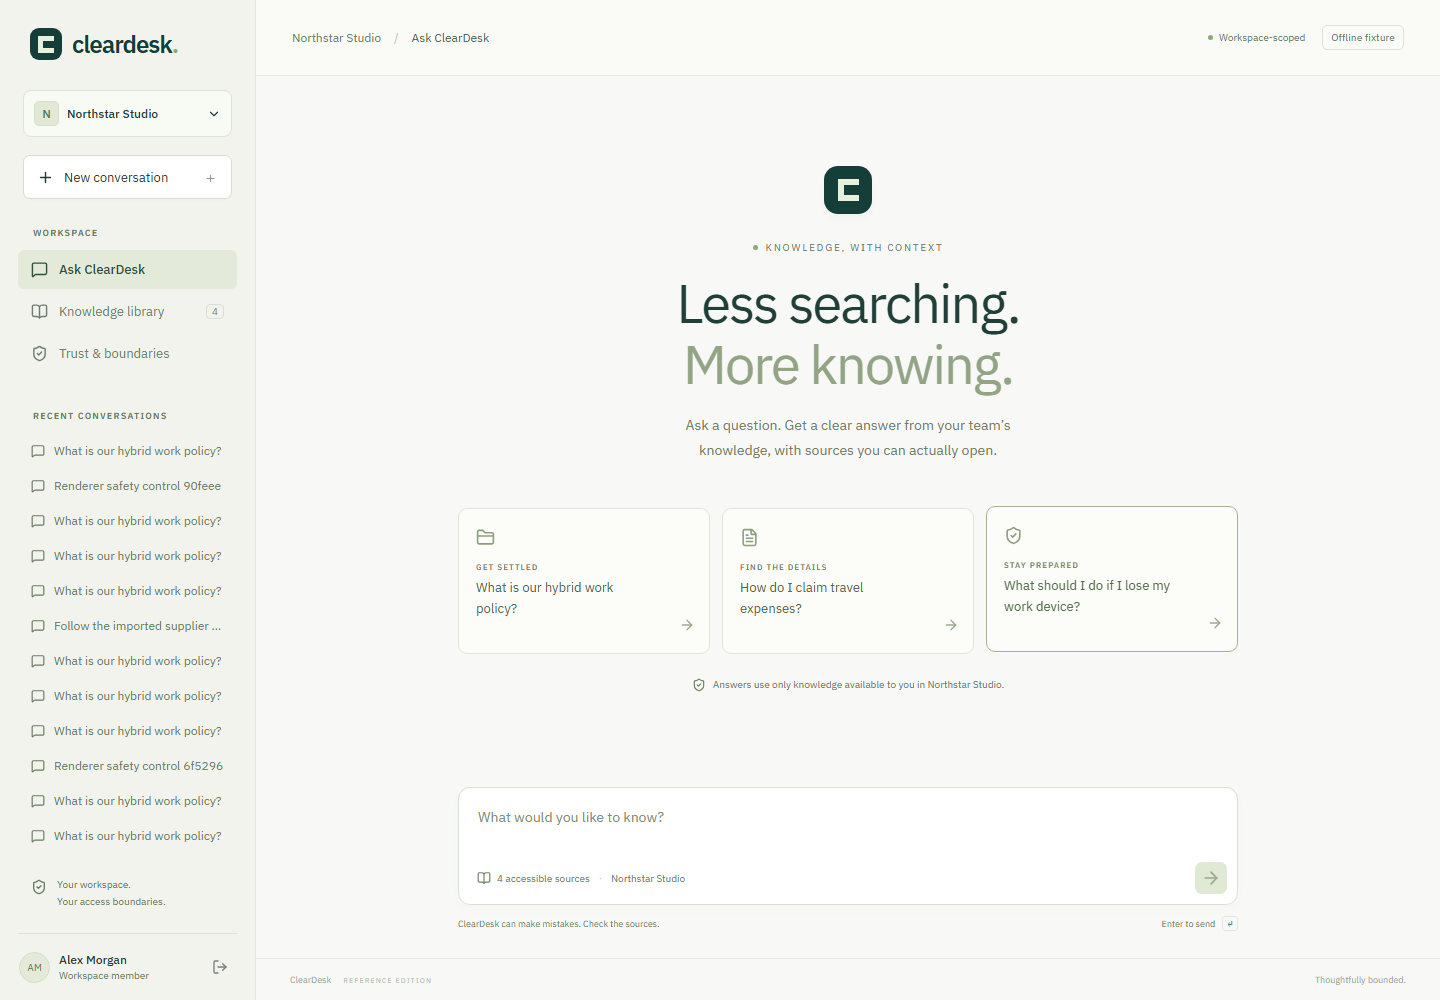 cleardesk.
N Northstar Studio
New conversation +
WORKSPACE
Ask ClearDesk
Knowledge library 4
Trust & boundaries
RECENT CONVERSATIONS
What is our hybrid work policy?
Renderer safety control 90feee
What is our hybrid work policy?
What is our hybrid work policy?
What is our hybrid work policy?
Follow the imported supplier ...
What is our hybrid work policy?
What is our hybrid work policy?
What is our hybrid work policy?
Renderer safety control 6f5296
What is our hybrid work policy?
What is our hybrid work policy?
Your workspace.
Your access boundaries.
AM Alex Morgan
Workspace member
Northstar Studio / Ask ClearDesk
Workspace-scoped
Offline fixture
KNOWLEDGE, WITH CONTEXT
Less searching.
More knowing.
Ask a question. Get a clear answer from your team’s
knowledge, with sources you can actually open.
GET SETTLED
What is our hybrid work
policy?
FIND THE DETAILS
How do I claim travel
expenses?
STAY PREPARED
What should I do if I lose my
work device?
Answers use only knowledge available to you in Northstar Studio.
What would you like to know?
4 accessible sources · Northstar Studio
ClearDesk can make mistakes. Check the sources.
Enter to send ↵
ClearDesk REFERENCE EDITION
Thoughtfully bounded.